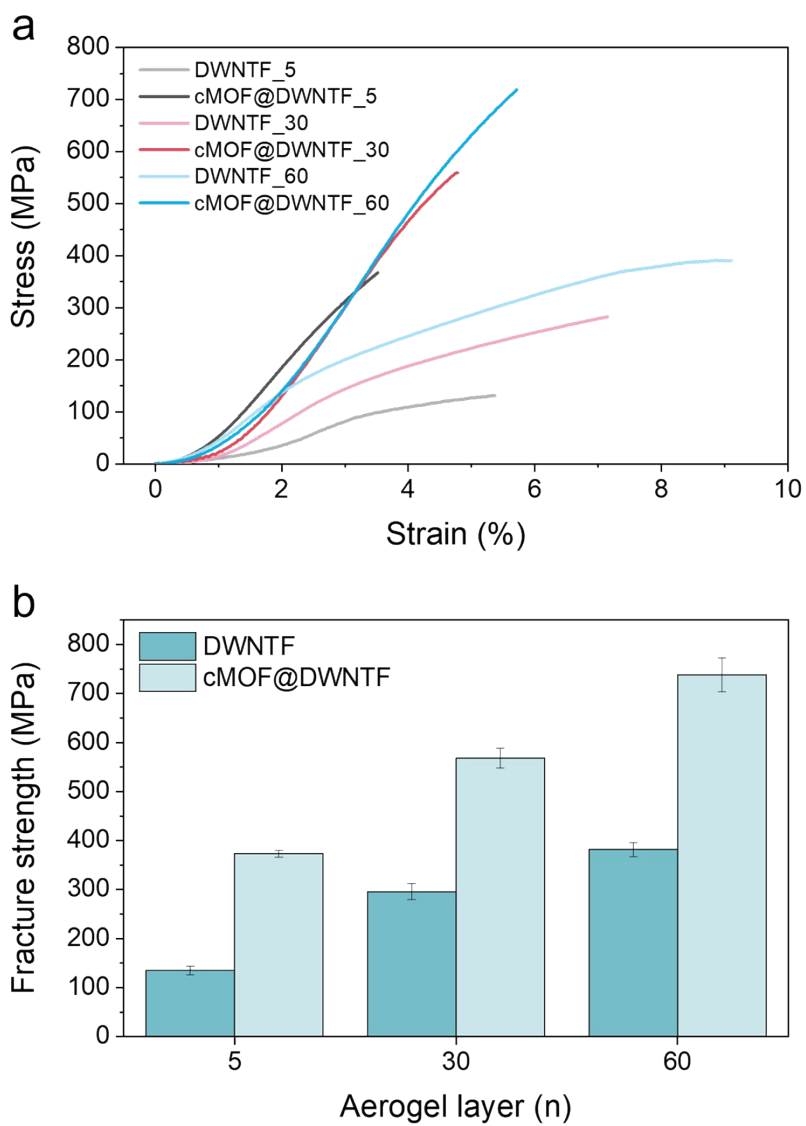 a
800
700
600
500
400
300
200
100
0
Stress (MPa)
DWNTF_5
cMOF@DWNTF_5
DWNTF_30
cMOF@DWNTF_30
DWNTF_60
cMOF@DWNTF_60
0 2 4 6 8 10
Strain (%)
b
800
700
600
500
400
300
200
100
0
Fracture strength (MPa)
DWNTF
cMOF@DWNTF
5 30 60
Aerogel layer (n)